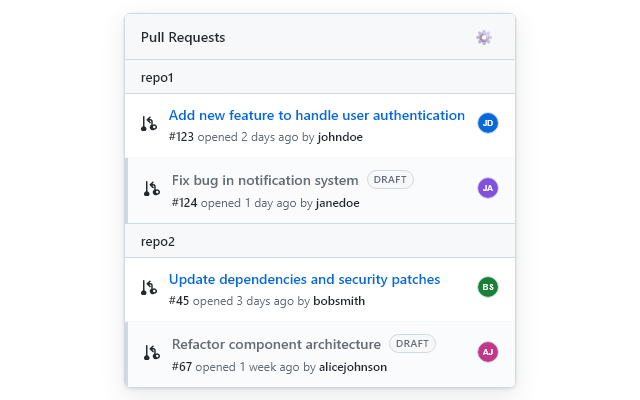 Pull Requests
repo1
Add new feature to handle user authentication
#123 opened 2 days ago by johndoe
JD
Fix bug in notification system DRAFT
#124 opened 1 day ago by janedoe
JA
repo2
Update dependencies and security patches
#45 opened 3 days ago by bobsmith
BS
Refactor component architecture DRAFT
#67 opened 1 week ago by alicejohnson
AJ